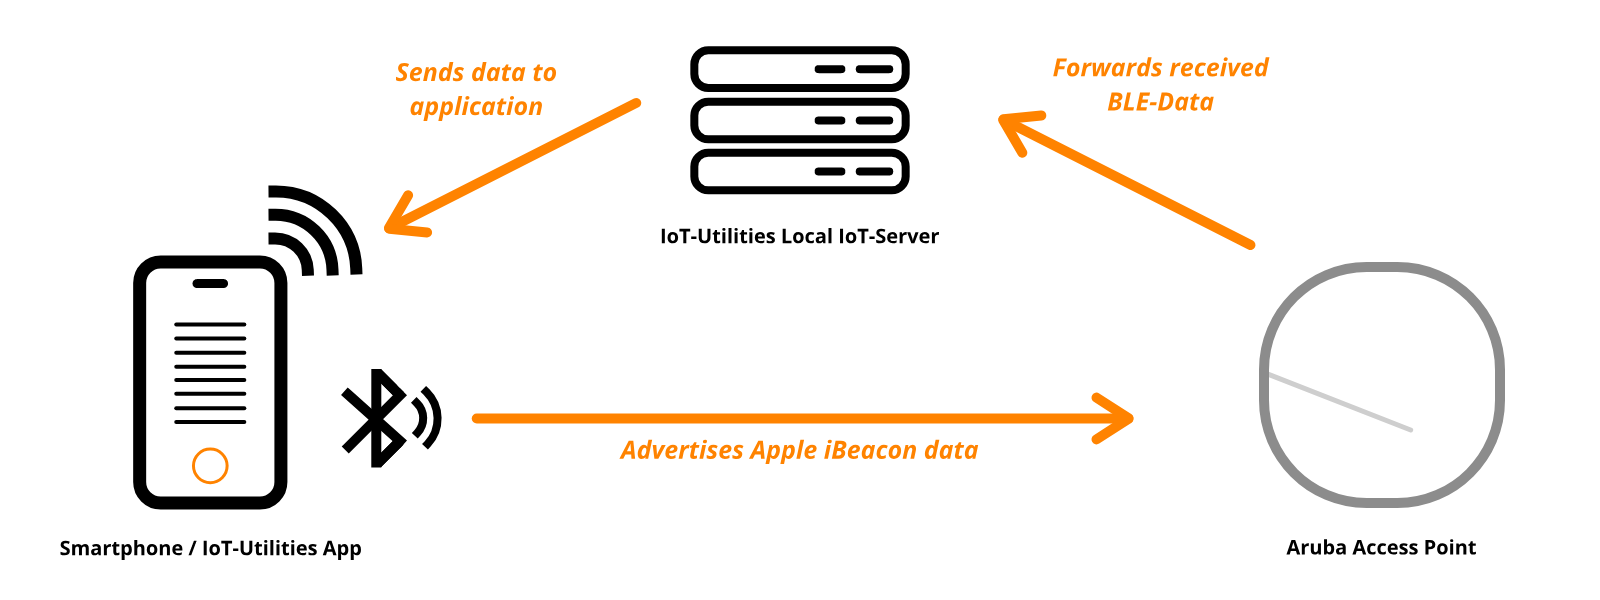 Sends data to
application
Forwards received
BLE-Data
IoT-Utilities Local IoT-Server
Advertises Apple iBeacon data
Smartphone / IoT-Utilities App
Aruba Access Point